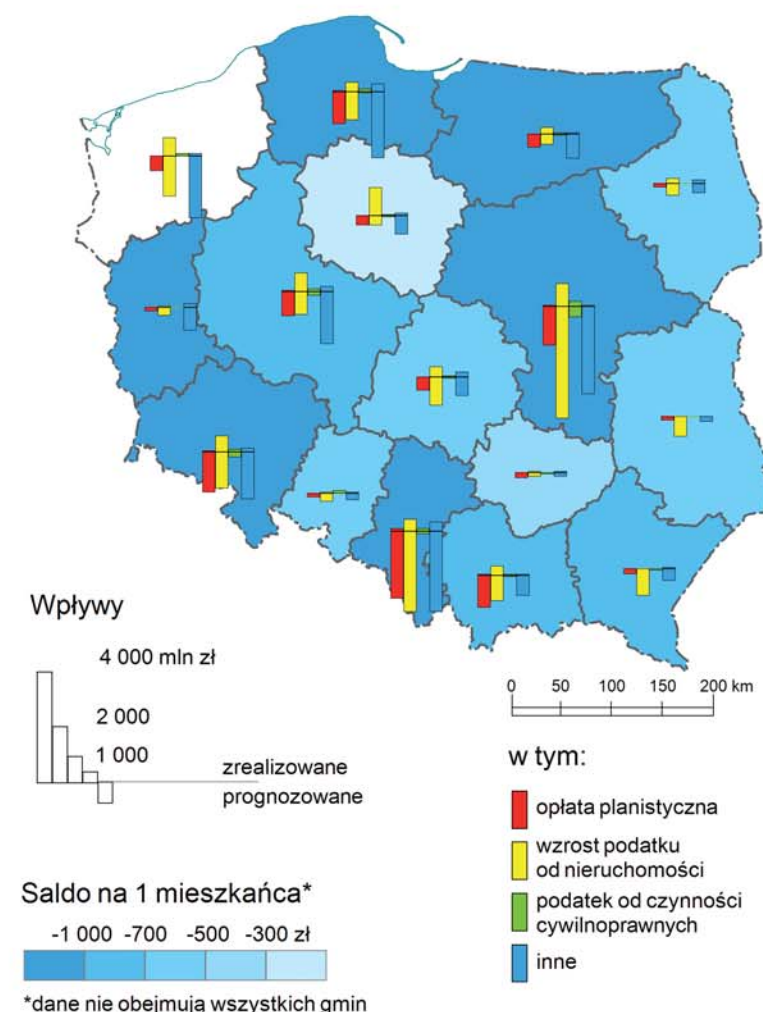 Wpływy
4 000 mln zł
2 000
1 000
zrealizowane
prognozowane
Saldo na 1 mieszkańca*
-1 000 -700 -500 -300 zł
*dane nie obejmują wszystkich gmin
0 50 100 150 200 km
w tym:
opłata planistyczna
wzrost podatku
od nieruchomości
podatek od czynności
cywilnoprawnych
inne